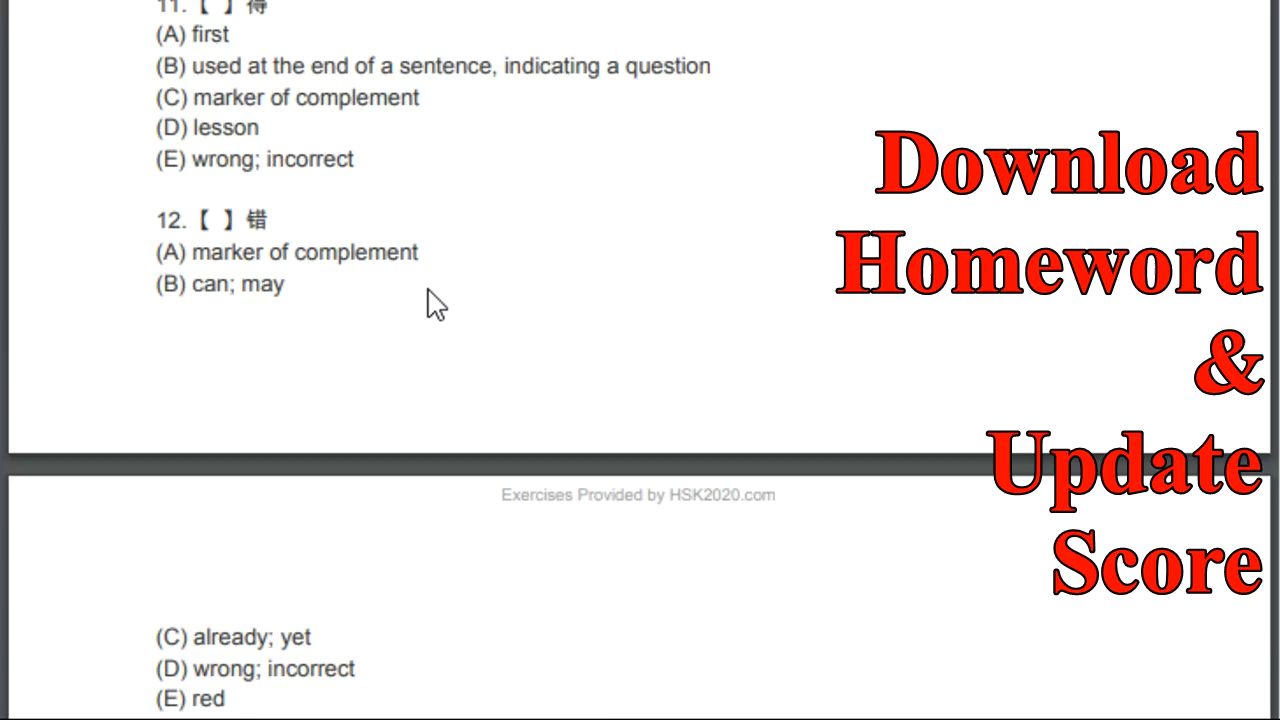 11.【 】得
(A) first
(B) used at the end of a sentence, indicating a question
(C) marker of complement
(D) lesson
(E) wrong; incorrect
12.【 】错
(A) marker of complement
(B) can; may
Exercises Provided by HSK2020.com
(C) already; yet
(D) wrong; incorrect
(E) red
Download
Homeword
&
Update
Score